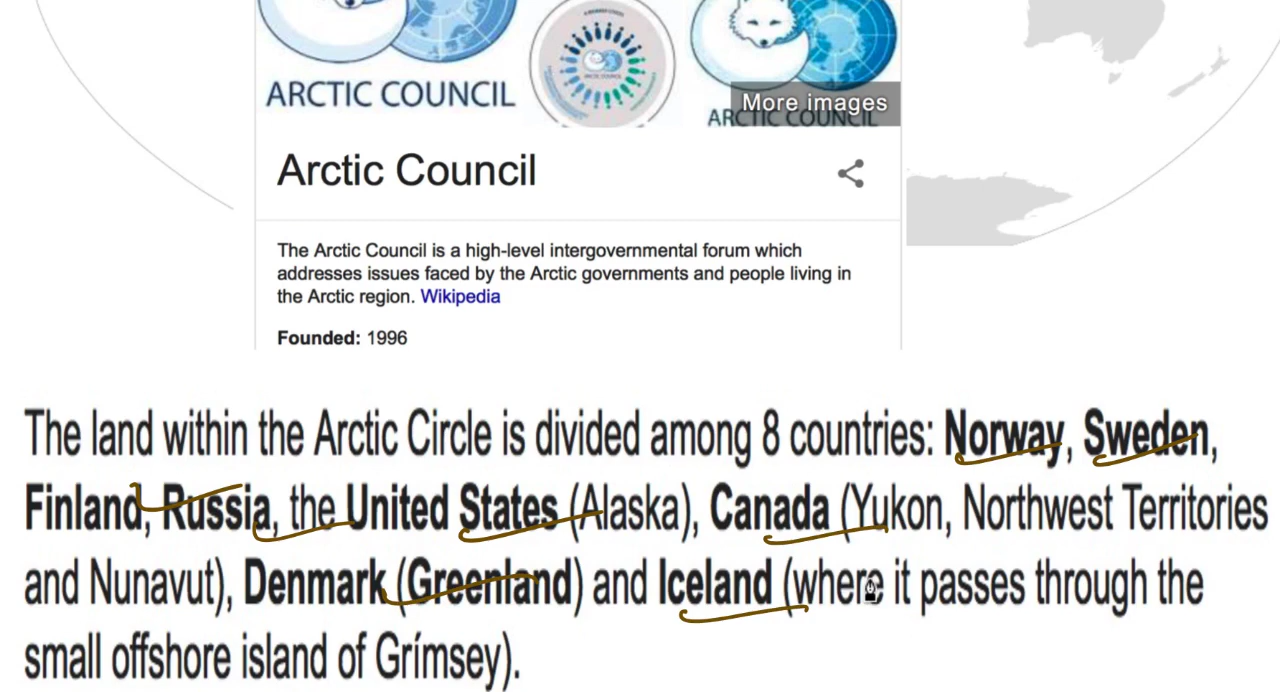 ARCTIC COUNCIL
More images
ARCTIC COUNCIL
Arctic Council
The Arctic Council is a high-level intergovernmental forum which
addresses issues faced by the Arctic governments and people living in
the Arctic region. Wikipedia
Founded: 1996
The land within the Arctic Circle is divided among 8 countries: Norway, Sweden,
Finland, Russia, the United States (Alaska), Canada (Yukon, Northwest Territories
and Nunavut), Denmark (Greenland) and Iceland (where it passes through the
small offshore island of Grímsey).